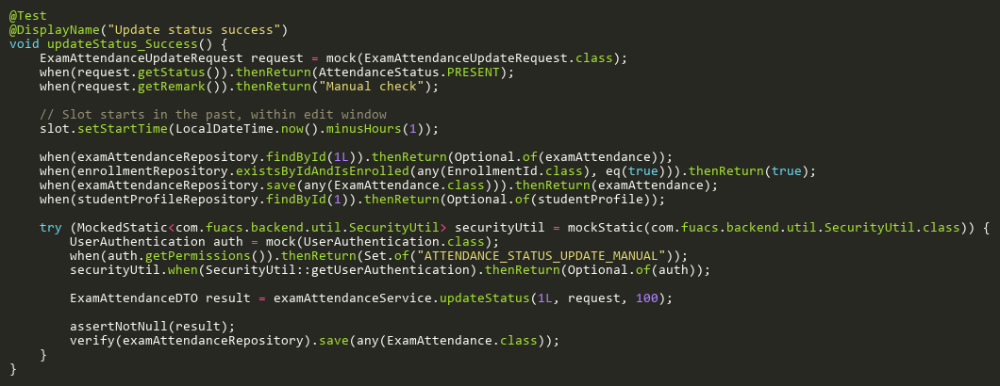 @Test
@DisplayName("Update status success")
void updateStatus_Success() {
    ExamAttendanceUpdateRequest request = mock(ExamAttendanceUpdateRequest.class);
    when(request.getStatus()).thenReturn(AttendanceStatus.PRESENT);
    when(request.getRemark()).thenReturn("Manual check");

    // Slot starts in the past, within edit window
    slot.setStartTime(LocalDateTime.now().minusHours(1));

    when(examAttendanceRepository.findById(1L)).thenReturn(Optional.of(examAttendance));
    when(enrollmentRepository.existsByIdAndIsEnrolled(any(EnrollmentId.class), eq(true))).thenReturn(true);
    when(examAttendanceRepository.save(any(ExamAttendance.class))).thenReturn(examAttendance);
    when(studentProfileRepository.findById(1)).thenReturn(Optional.of(studentProfile));

    try (MockedStatic<com.fuacs.backend.util.SecurityUtil> securityUtil = mockStatic(com.fuacs.backend.util.SecurityUtil.class)) {
        UserAuthentication auth = mock(UserAuthentication.class);
        when(auth.getPermissions()).thenReturn(Set.of("ATTENDANCE_STATUS_UPDATE_MANUAL"));
        securityUtil.when(SecurityUtil::getUserAuthentication).thenReturn(Optional.of(auth));

        ExamAttendanceDTO result = examAttendanceService.updateStatus(1L, request, 100);

        assertNotNull(result);
        verify(examAttendanceRepository).save(any(ExamAttendance.class));
    }
}